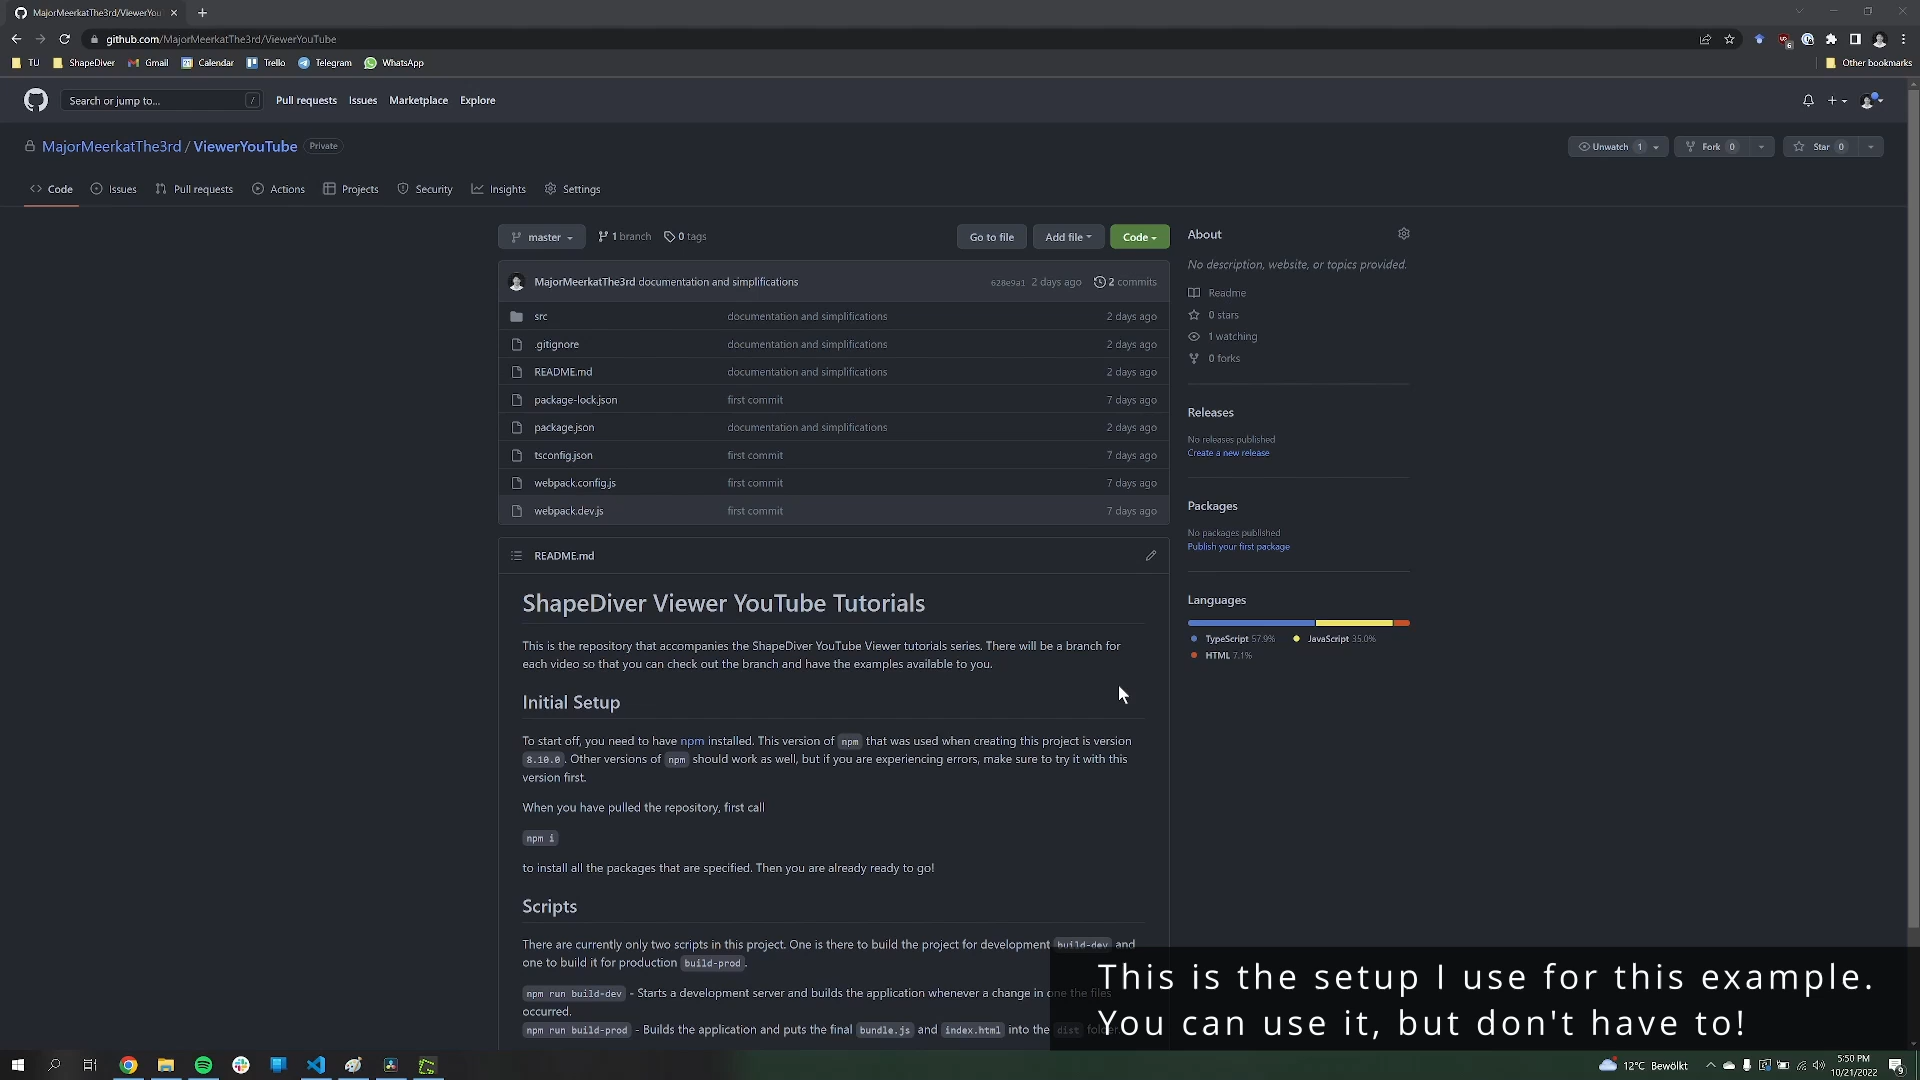 MajorMeerkatThe3rd/ViewerYou
github.com/MajorMeerkatThe3rd/ViewerYouTube
TU ShapeDiver Gmail Calendar Trello Telegram WhatsApp Other bookmarks
Search or jump to... / Pull requests Issues Marketplace Explore
MajorMeerkatThe3rd / ViewerYouTube Private Unwatch 1 Fork 0 Star 0
Code Issues Pull requests Actions Projects Security Insights Settings
master 1 branch 0 tags Go to file Add file Code
MajorMeerkatThe3rd documentation and simplifications 628e9a1 2 days ago 2 commits
src documentation and simplifications 2 days ago
.gitignore documentation and simplifications 2 days ago
README.md documentation and simplifications 2 days ago
package-lock.json first commit 7 days ago
package.json documentation and simplifications 2 days ago
tsconfig.json first commit 7 days ago
webpack.config.js first commit 7 days ago
webpack.dev.js first commit 7 days ago
README.md
ShapeDiver Viewer YouTube Tutorials
This is the repository that accompanies the ShapeDiver YouTube Viewer tutorials series. There will be a branch for
each video so that you can check out the branch and have the examples available to you.
Initial Setup
To start off, you need to have npm installed. This version of npm that was used when creating this project is version
8.10.0. Other versions of npm should work as well, but if you are experiencing errors, make sure to try it with this
version first.
When you have pulled the repository, first call
npm i
to install all the packages that are specified. Then you are already ready to go!
Scripts
There are currently only two scripts in this project. One is there to build the project for development build-dev and
one to build it for production build-prod.
npm run build-dev - Starts a development server and builds the application whenever a change in one the files
occurred.
npm run build-prod - Builds the application and puts the final bundle.js and index.html into the dist folder.
About
No description, website, or topics provided.
Readme
0 stars
1 watching
0 forks
Releases
No releases published
Create a new release
Packages
No packages published
Publish your first package
Languages
TypeScript 57.9% JavaScript 35.0%
HTML 7.1%
This is the setup I use for this example.
You can use it, but don't have to!
12°C Bewölkt
5:50 PM
10/21/2022